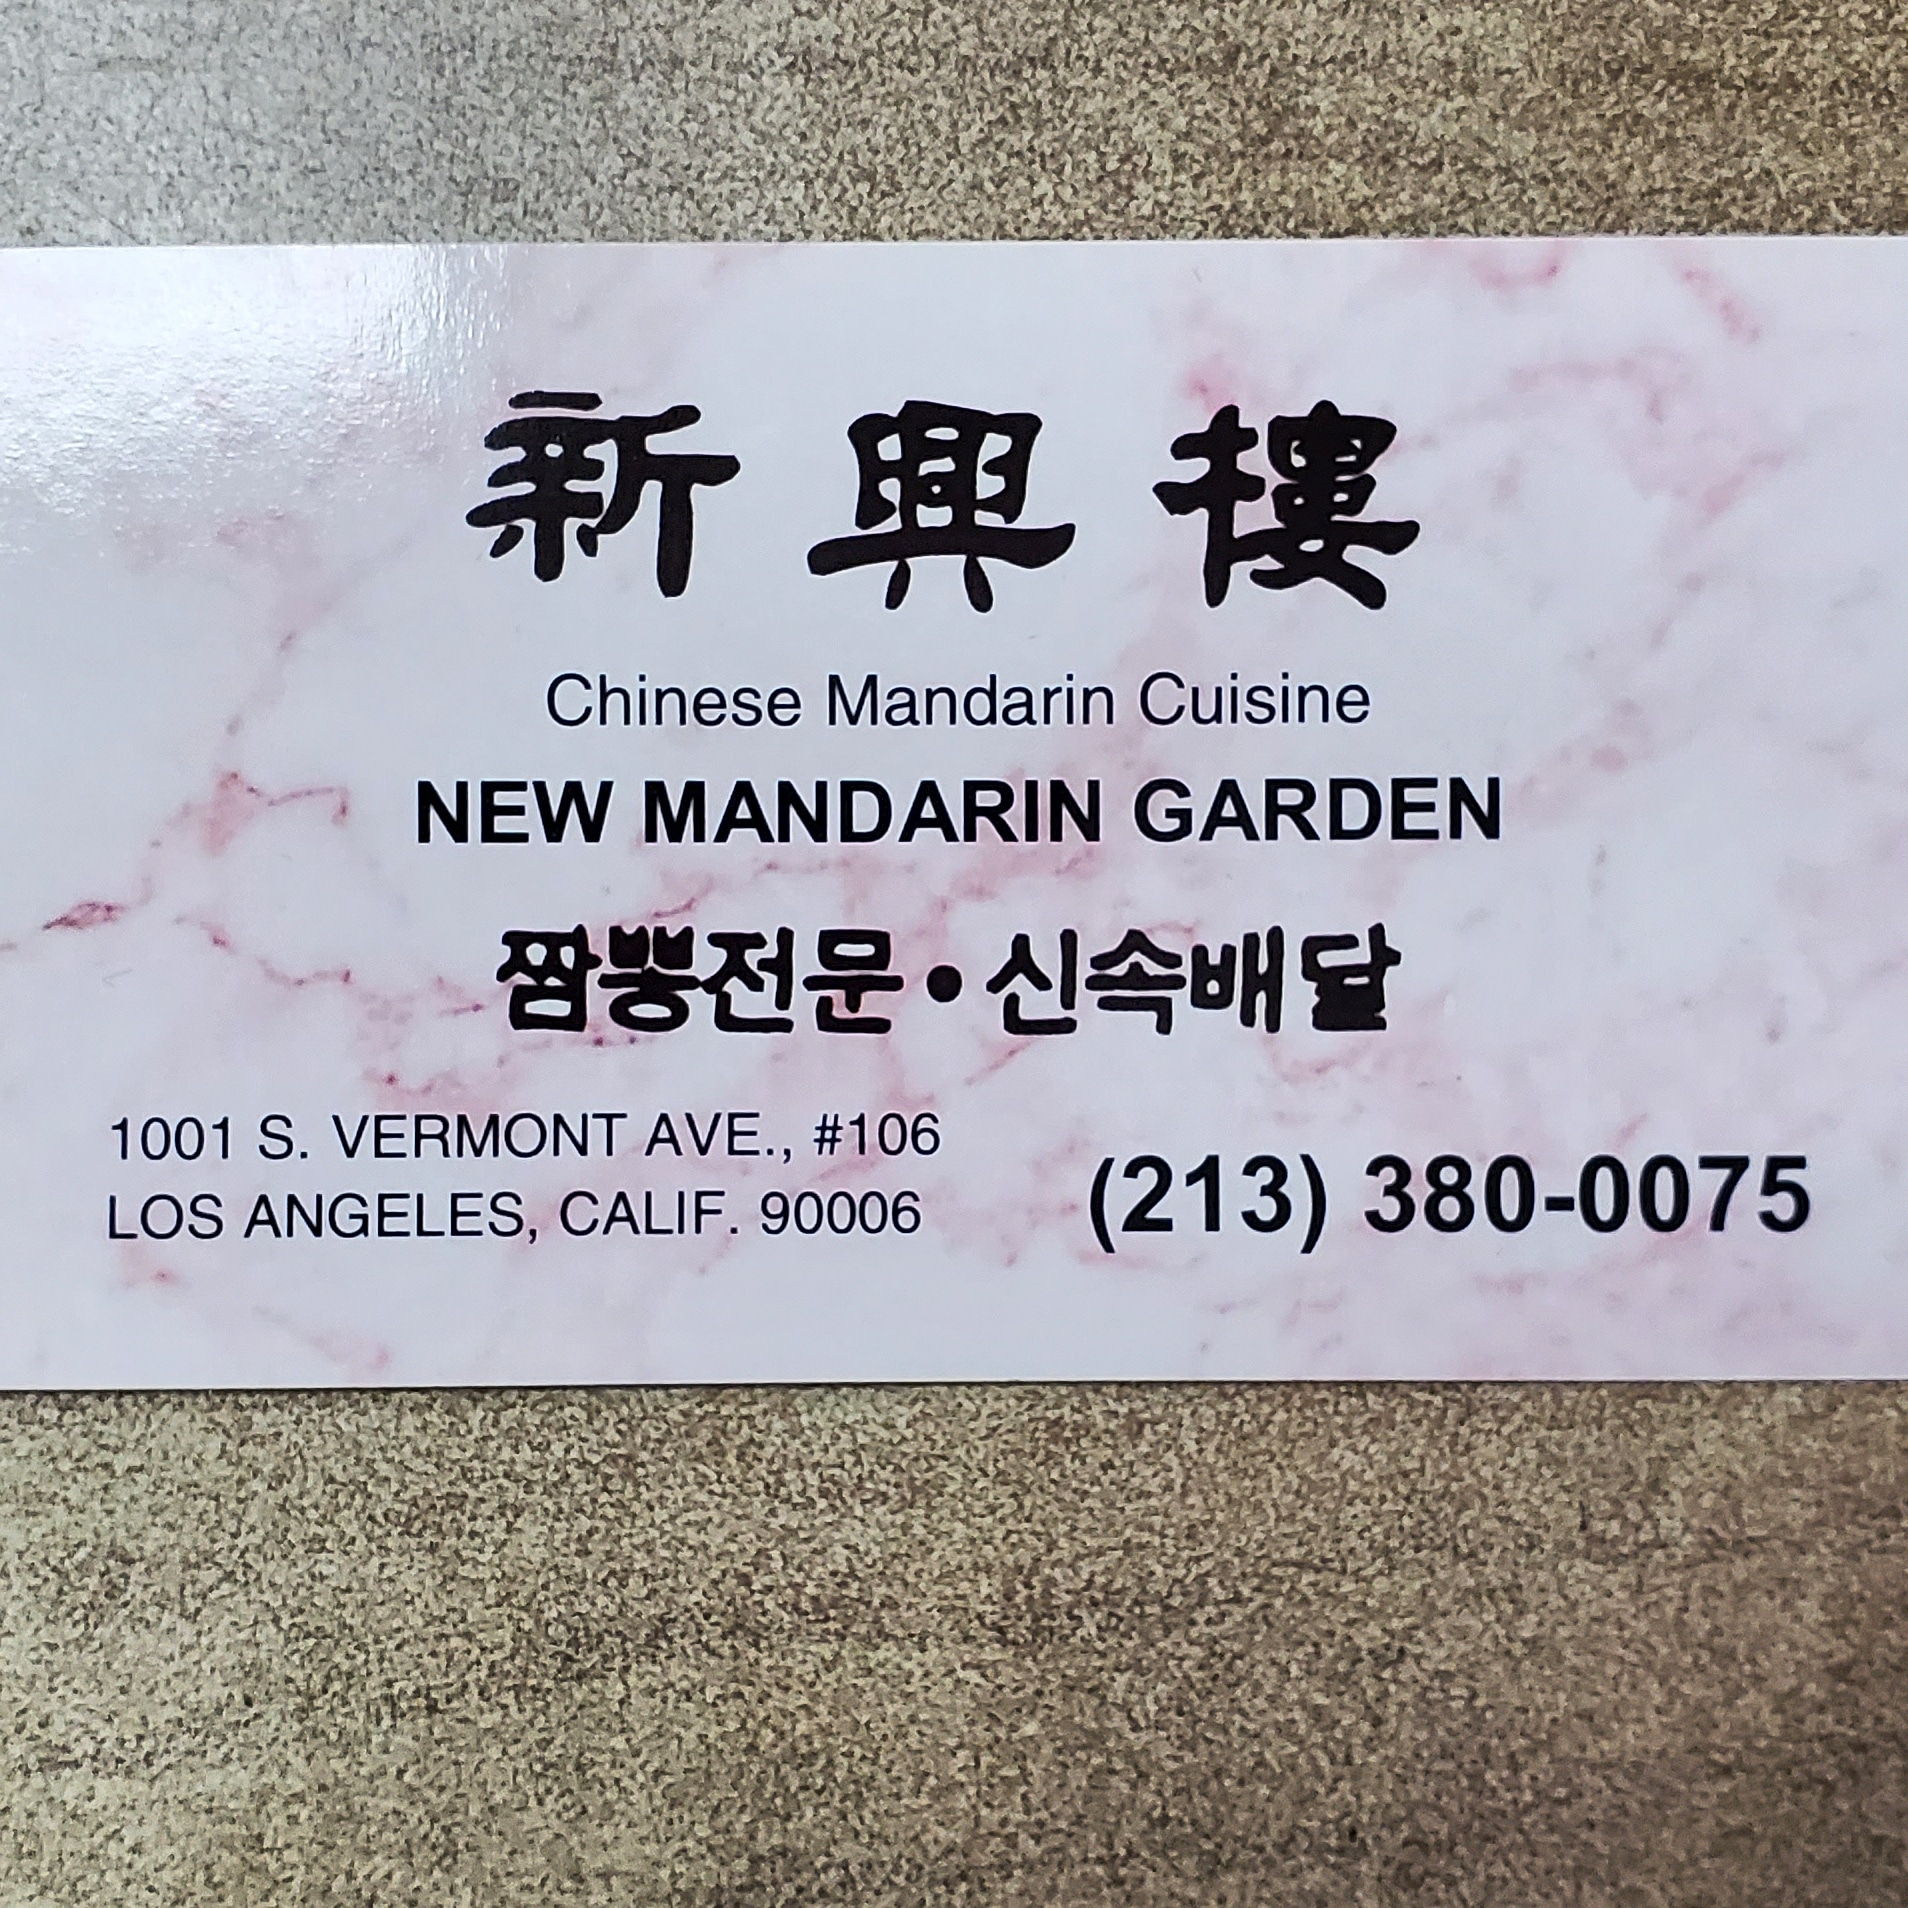 新興樓
Chinese Mandarin Cuisine
NEW MANDARIN GARDEN
짬뽕전문•신속배달
1001 S. VERMONT AVE., #106
LOS ANGELES, CALIF. 90006
(213) 380-0075